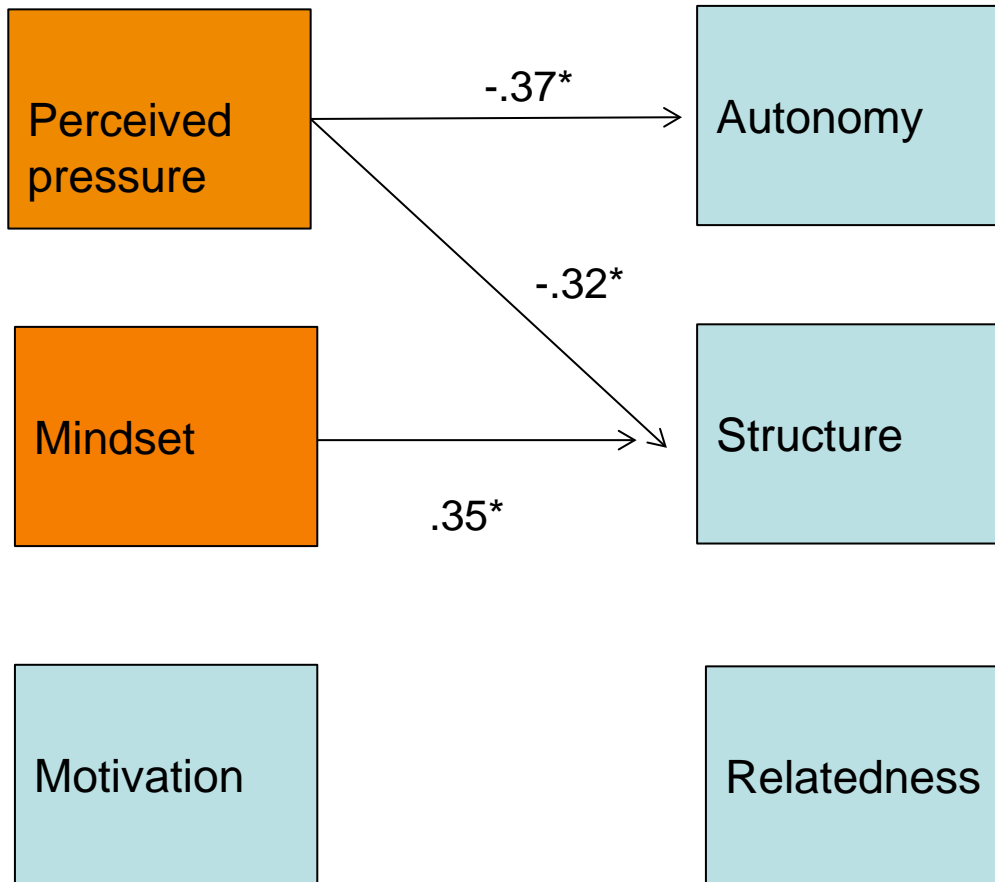 Perceived
pressure
-.37*
Autonomy
-.32*
Mindset
Structure
.35*
Motivation
Relatedness